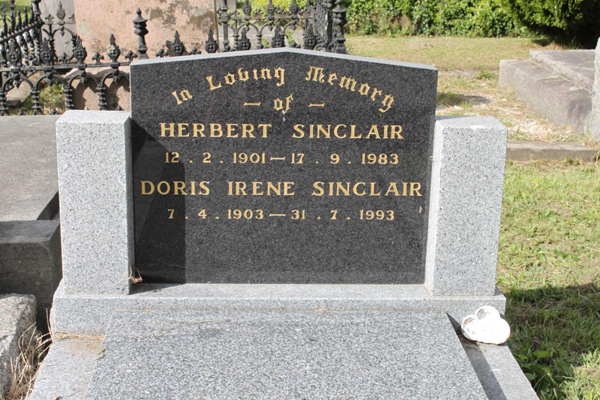 In Loving Memory
— of —
HERBERT SINCLAIR
12 . 2 . 1901 — 17 . 9 . 1983
DORIS IRENE SINCLAIR
7 . 4 . 1903 — 31 . 7 . 1993